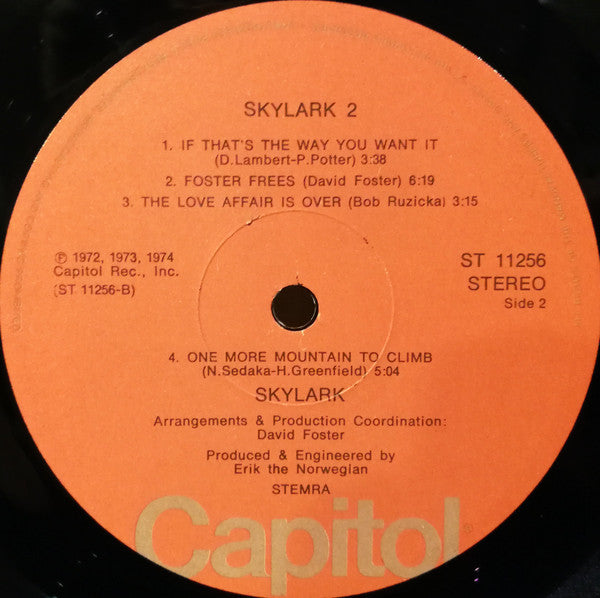 SKYLARK 2
1. IF THAT'S THE WAY YOU WANT IT
(D.Lambert-P.Potter) 3:38
2. FOSTER FREES (David Foster) 6:19
3. THE LOVE AFFAIR IS OVER (Bob Ruzicka) 3:15
℗ 1972, 1973, 1974
Capitol Rec., Inc.
(ST 11256-B)
ST 11256
STEREO
Side 2
4. ONE MORE MOUNTAIN TO CLIMB
(N.Sedaka-H.Greenfield) 5:04
SKYLARK
Arrangements & Production Coordination:
David Foster
Produced & Engineered by
Erik the Norwegian
STEMRA
Capitol®